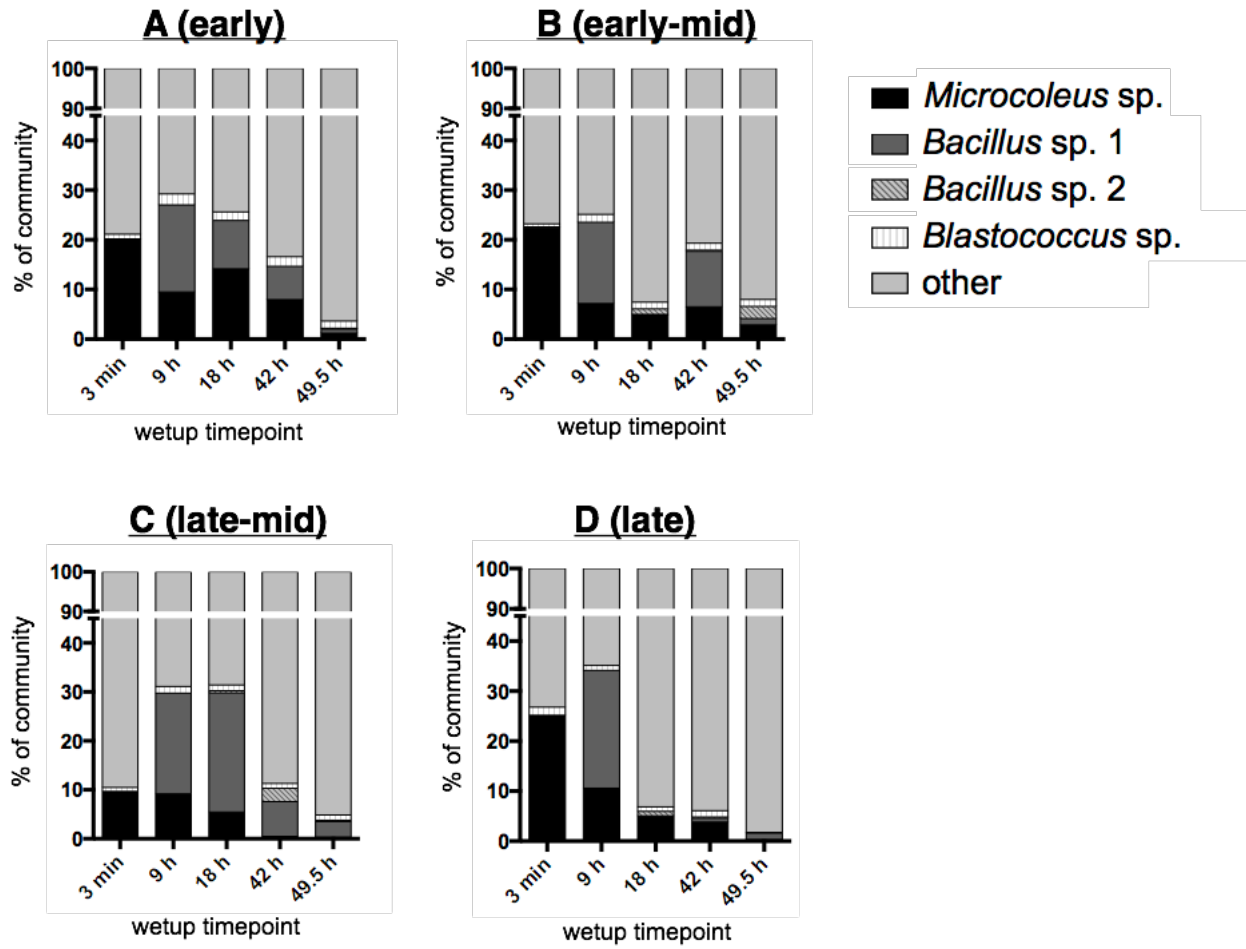 A (early)
100
90
40
30
20
10
0
% of community
3 min
9 h
18 h
42 h
49.5 h
wetup timepoint
B (early-mid)
100
90
40
30
20
10
0
% of community
3 min
9 h
18 h
42 h
49.5 h
wetup timepoint
Microcoleus sp.
Bacillus sp. 1
Bacillus sp. 2
Blastococcus sp.
other
C (late-mid)
100
90
40
30
20
10
0
% of community
3 min
9 h
18 h
42 h
49.5 h
wetup timepoint
D (late)
100
90
40
30
20
10
0
% of community
3 min
9 h
18 h
42 h
49.5 h
wetup timepoint